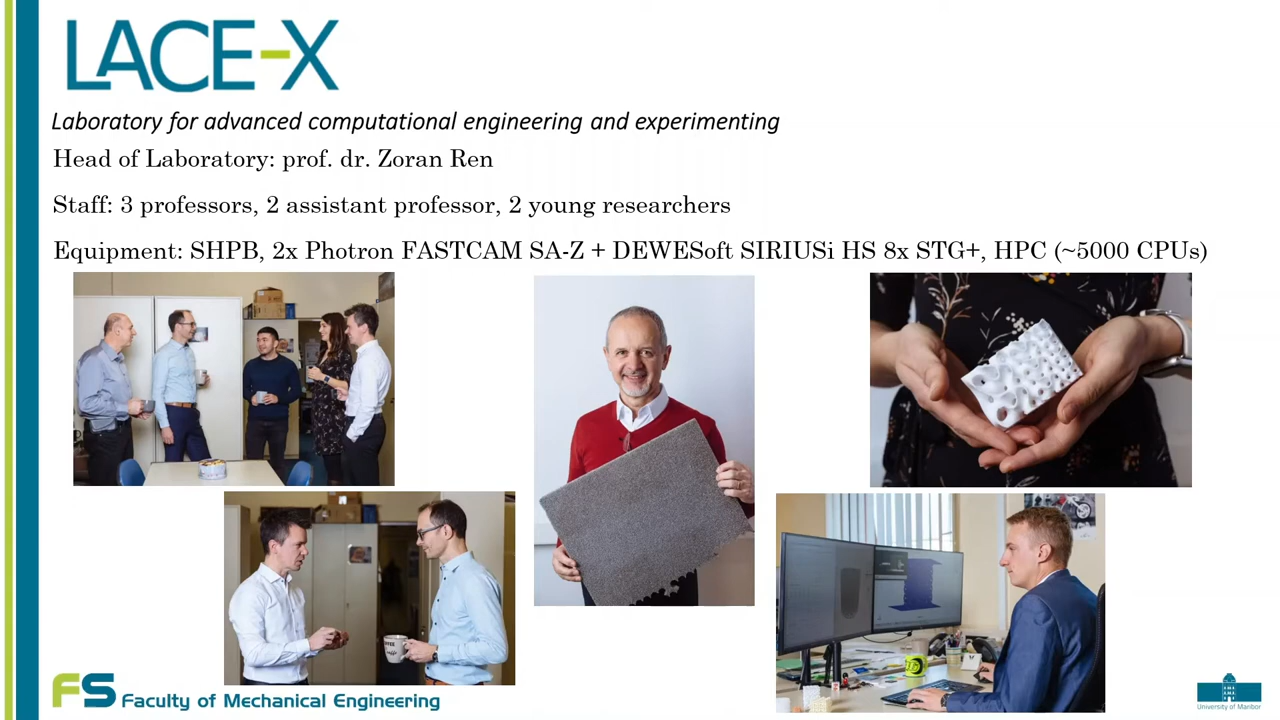 LACE-X
Laboratory for advanced computational engineering and experimenting
Head of Laboratory: prof. dr. Zoran Ren
Staff: 3 professors, 2 assistant professor, 2 young researchers
Equipment: SHPB, 2x Photron FASTCAM SA-Z + DEWESoft SIRIUSi HS 8x STG+, HPC (~5000 CPUs)
FS Faculty of Mechanical Engineering
University of Maribor